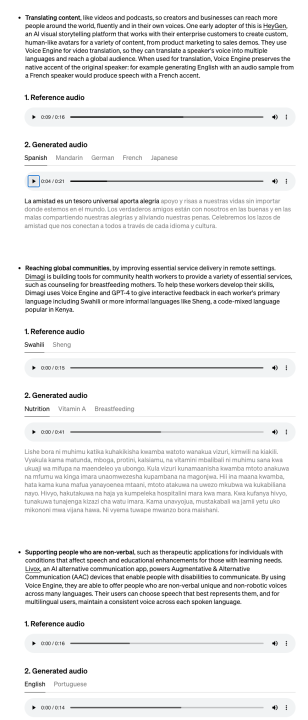 • Translating content, like videos and podcasts, so creators and businesses can reach more
people around the world, fluently and in their own voices. One early adopter of this is HeyGen,
an AI visual storytelling platform that works with their enterprise customers to create custom,
human-like avatars for a variety of content, from product marketing to sales demos. They use
Voice Engine for video translation, so they can translate a speaker's voice into multiple
languages and reach a global audience. When used for translation, Voice Engine preserves the
native accent of the original speaker: for example generating English with an audio sample from
a French speaker would produce speech with a French accent.
1. Reference audio
0:09 / 0:16
2. Generated audio
Spanish Mandarin German French Japanese
0:04 / 0:21
La amistad es un tesoro universal aporta alegría apoyo y risas a nuestras vidas sin importar
donde estemos en el mundo. Los verdaderos amigos están con nosotros en las buenas y en las
malas compartiendo nuestras alegrías y aliviando nuestras penas. Celebremos los lazos de
amistad que nos conectan a todos a través de cada idioma y cultura.
• Reaching global communities, by improving essential service delivery in remote settings.
Dimagi is building tools for community health workers to provide a variety of essential services,
such as counseling for breastfeeding mothers. To help these workers develop their skills,
Dimagi uses Voice Engine and GPT-4 to give interactive feedback in each worker's primary
language including Swahili or more informal languages like Sheng, a code-mixed language
popular in Kenya.
1. Reference audio
Swahili Sheng
0:00 / 0:15
2. Generated audio
Nutrition Vitamin A Breastfeeding
0:00 / 0:41
Lishe bora ni muhimu katika kuhakikisha kwamba watoto wanakua vizuri, kimwili na kiakili.
Vyakula kama matunda, mboga, protini, kalsiamu, na vitamini mbalibali ni muhimu sana kwa
ukuaji wa mifupa na maendeleo ya ubongo. Kula vizuri kunamaanisha kwamba mtoto anakuwa
na mfumo wa kinga imara unaomwezesha kupambana na magonjwa. Hii ina maana kwamba,
hata kama kuna mafua yanayoenea mtaani, mtoto atakuwa na uwezo mkubwa wa kukabiliana
nayo. Hivyo, hakutakuwa na haja ya kumpeleka hospitalini mara kwa mara. Kwa kufanya hivyo,
tunakuwa tunajenga kizazi cha watu imara. Kama unavyojua, mustakabali wa jamii yetu uko
mikononi mwa vijana hawa. Ni vyema tuwape mwanzo bora maishani.
• Supporting people who are non-verbal, such as therapeutic applications for individuals with
conditions that affect speech and educational enhancements for those with learning needs.
Livox, an AI alternative communication app, powers Augmentative & Alternative
Communication (AAC) devices that enable people with disabilities to communicate. By using
Voice Engine, they are able to offer people who are non-verbal unique and non-robotic voices
across many languages. Their users can choose speech that best represents them, and for
multilingual users, maintain a consistent voice across each spoken language.
1. Reference audio
0:00 / 0:16
2. Generated audio
English Portuguese
0:00 / 0:14